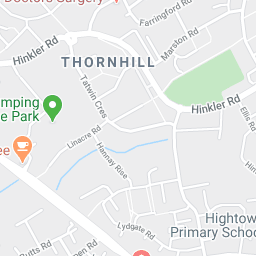 Doctors Surgery
Farringford Rd
Hinkler Rd
Marston Rd
THORNHILL
Tatwin Cres
mping
e Park
Hinkler Rd
Ellis Rd
Linacre Rd
ee
Hannay Rise
Lydgate Rd
Hightow
Primary Schoo
Butts Rd